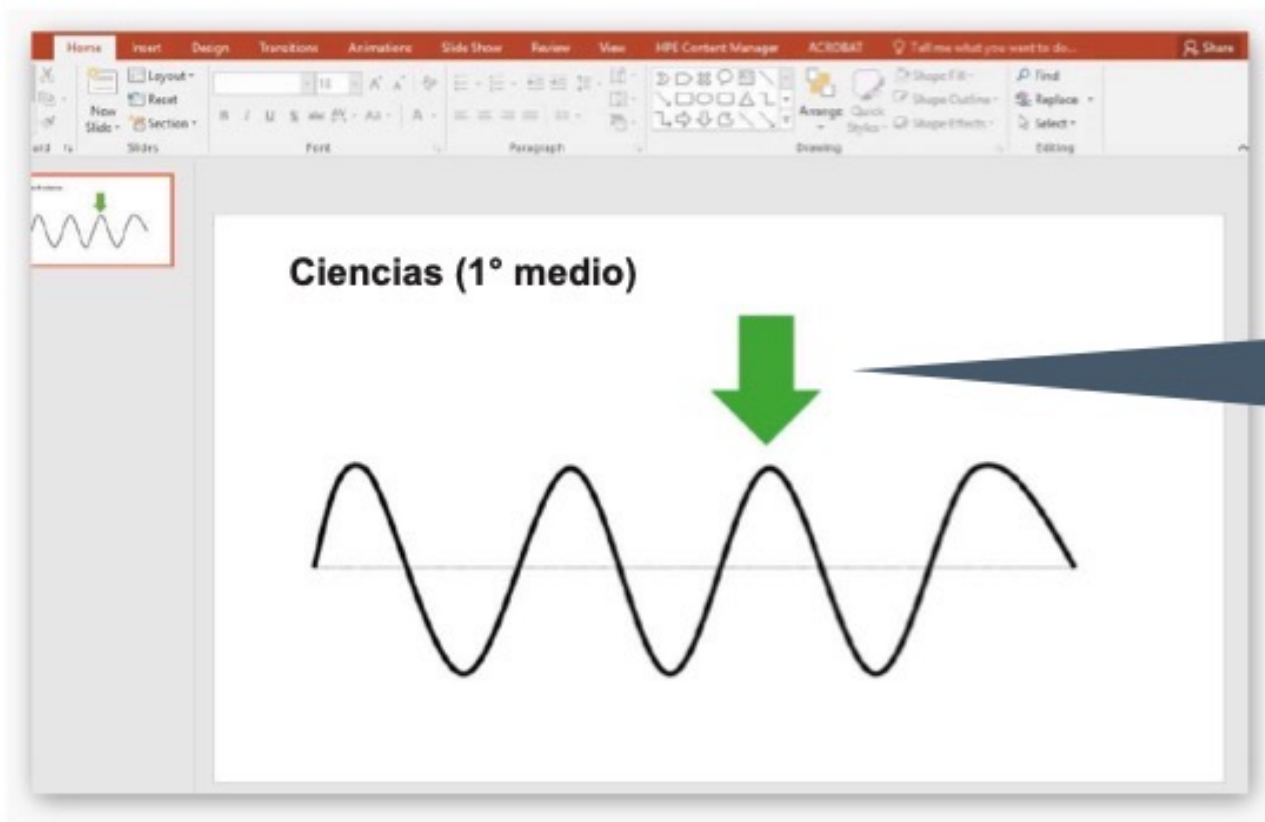 Home Insert Design Transitions Animations Slide Show Review View HPE Content Manager ACROBAT Tell me what you want to do... Share
Layout
Reset
New Slide
Section
Slides
Font
Paragraph
Arrange
Quick Styles
Shape Fill
Shape Outline
Shape Effects
Drawing
Find
Replace
Select
Editing
Ciencias (1° medio)